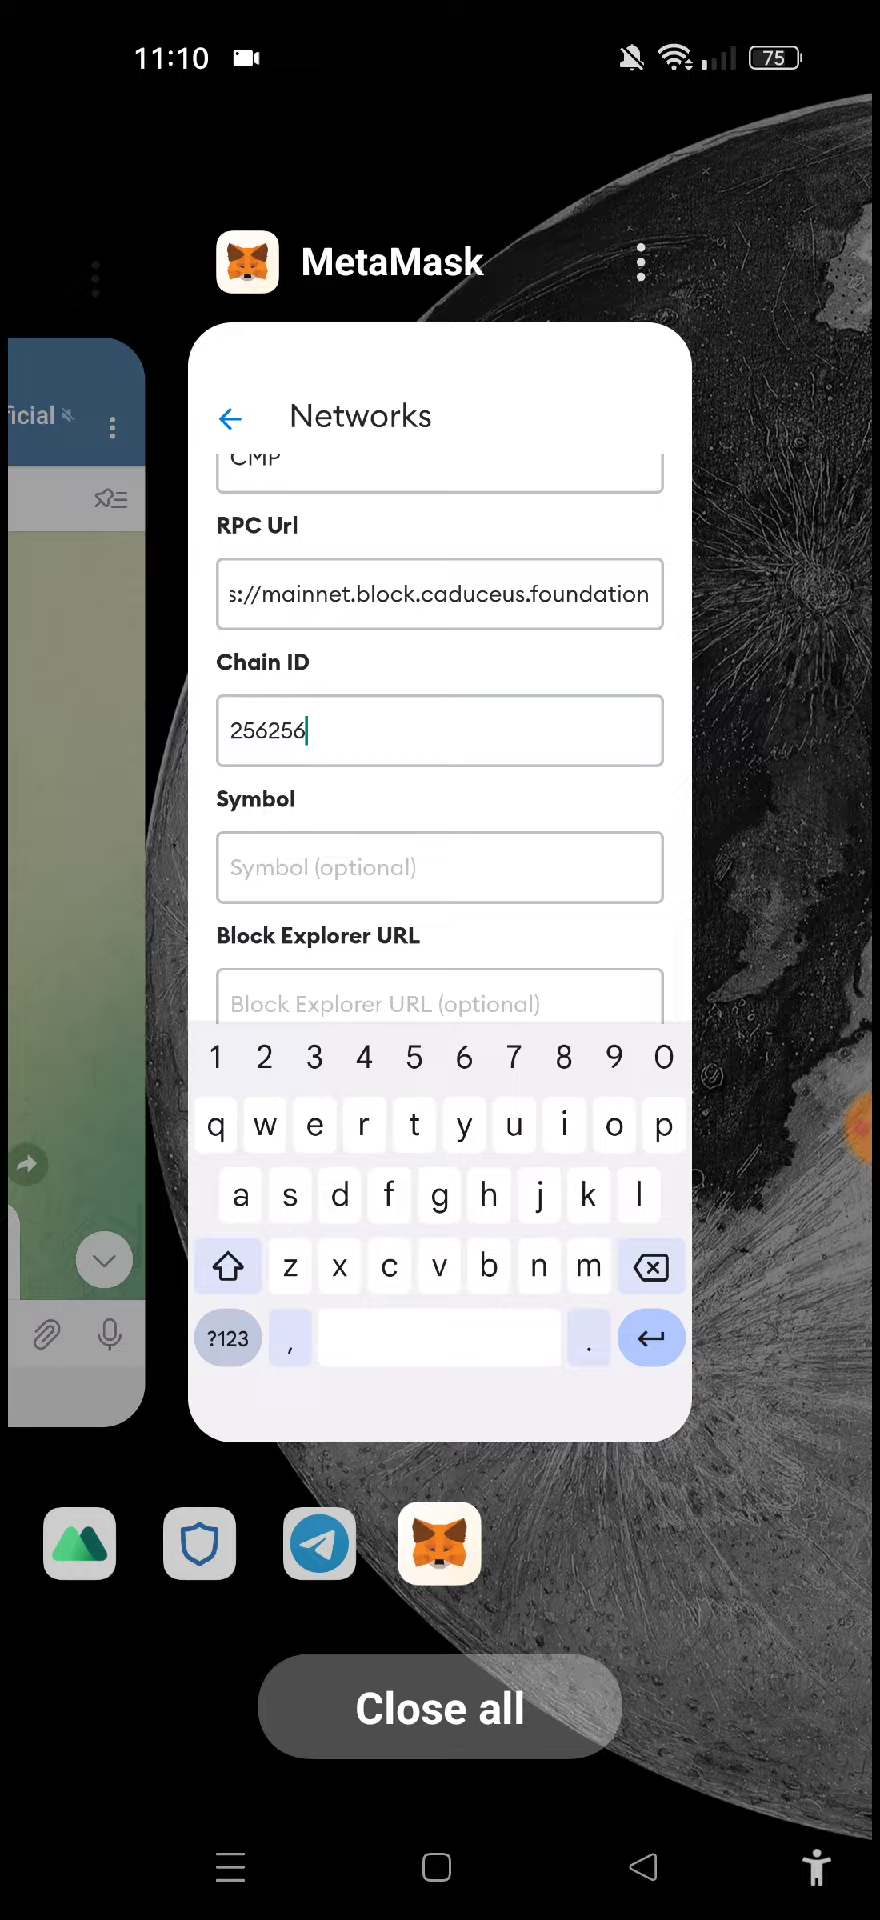 11:10
75
MetaMask
ficial
Networks
CMP
RPC Url
s://mainnet.block.caduceus.foundation
Chain ID
256256
Symbol
Symbol (optional)
Block Explorer URL
Block Explorer URL (optional)
1 2 3 4 5 6 7 8 9 0
q w e r t y u i o p
a s d f g h j k l
z x c v b n m
?123 , .
Close all